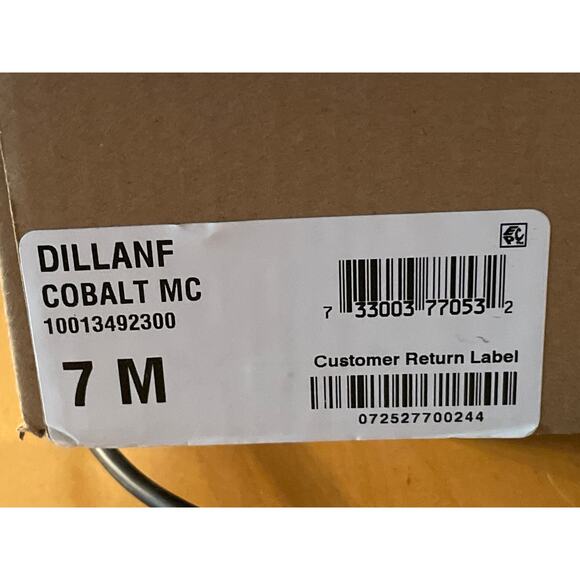 DILLANF
COBALT MC
10013492300
7 M
7 33003 77053 2
Customer Return Label
072527700244